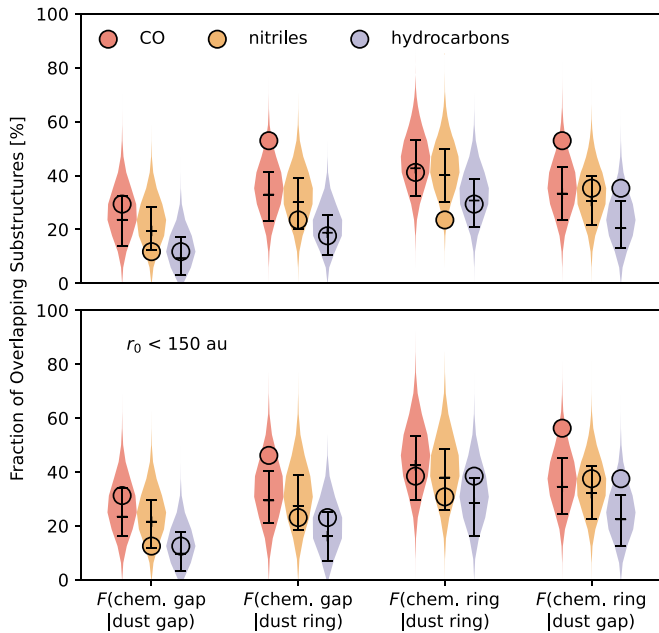 Fraction of Overlapping Substructures [%]
100
80
60
40
20
0
CO
nitriles
hydrocarbons
100
80
60
40
20
0
r₀ < 150 au
F(chem. gap
|dust gap)
F(chem. gap
|dust ring)
F(chem. ring
|dust ring)
F(chem. ring
|dust gap)